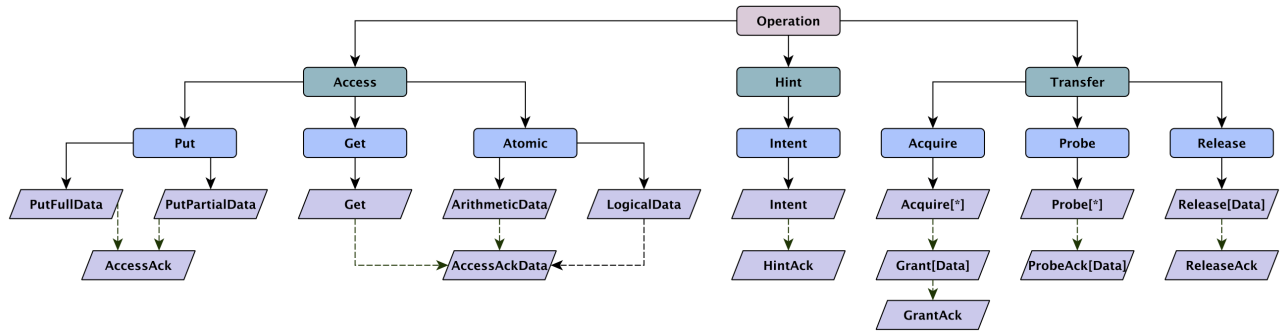 Operation
Access
Hint
Transfer
Put
Get
Atomic
Intent
Acquire
Probe
Release
PutFullData
PutPartialData
Get
ArithmeticData
LogicalData
Intent
Acquire[*]
Probe[*]
Release[Data]
AccessAck
AccessAckData
HintAck
Grant[Data]
ProbeAck[Data]
ReleaseAck
GrantAck